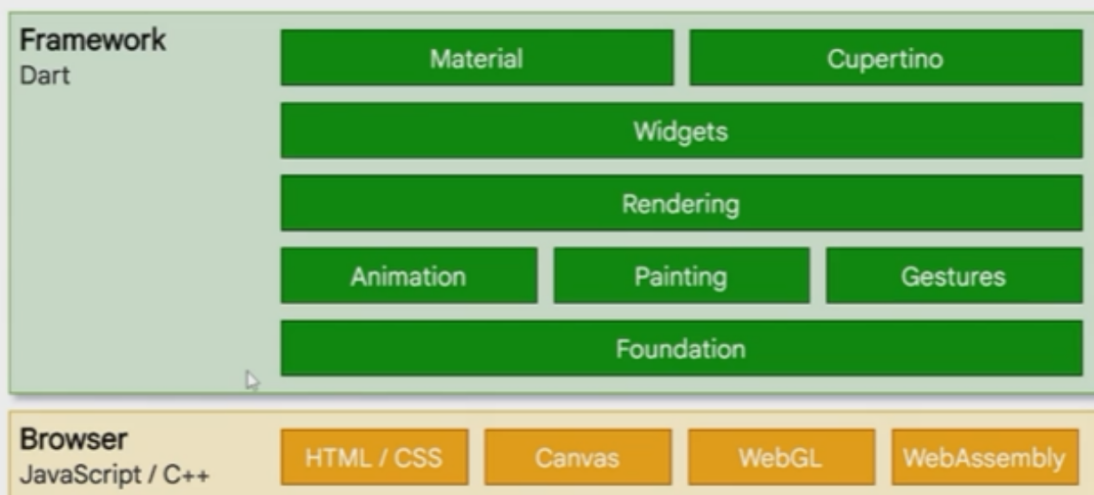 Framework
Dart
Material
Cupertino
Widgets
Rendering
Animation
Painting
Gestures
Foundation
Browser
JavaScript / C++
HTML / CSS
Canvas
WebGL
WebAssembly